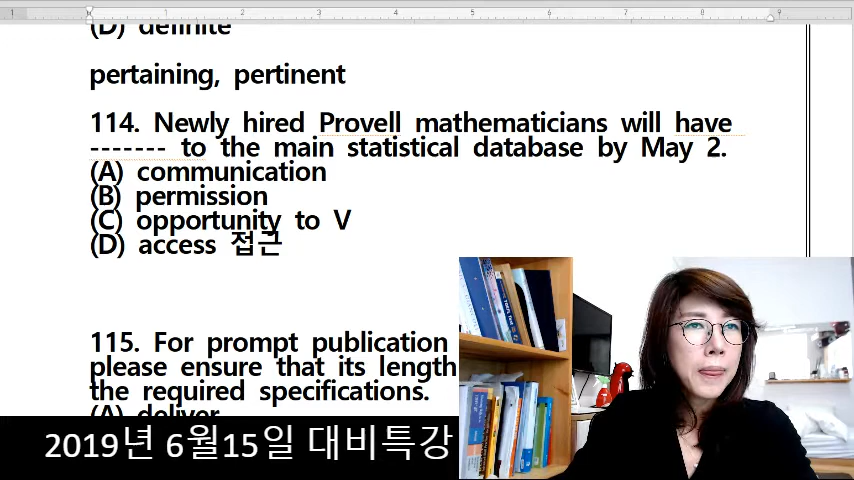 (D) definite
pertaining, pertinent
114. Newly hired Provell mathematicians will have
------- to the main statistical database by May 2.
(A) communication
(B) permission
(C) opportunity to V
(D) access 접근
115. For prompt publication
please ensure that its length
the required specifications.
(A) deliver
2019년 6월15일 대비특강